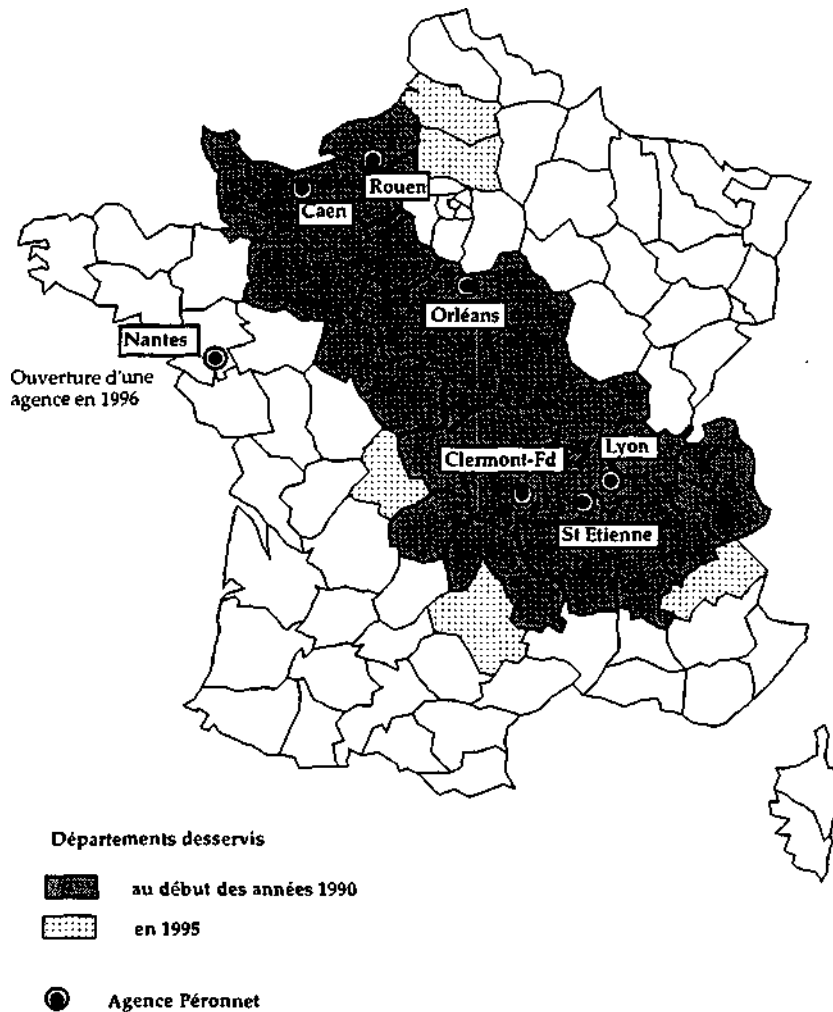 Rouen
Caen
Orléans
Nantes
Ouverture d'une
agence en 1996
Lyon
Clermont-Fd
St Etienne
Départements desservis
au début des années 1990
en 1995
Agence Péronnet